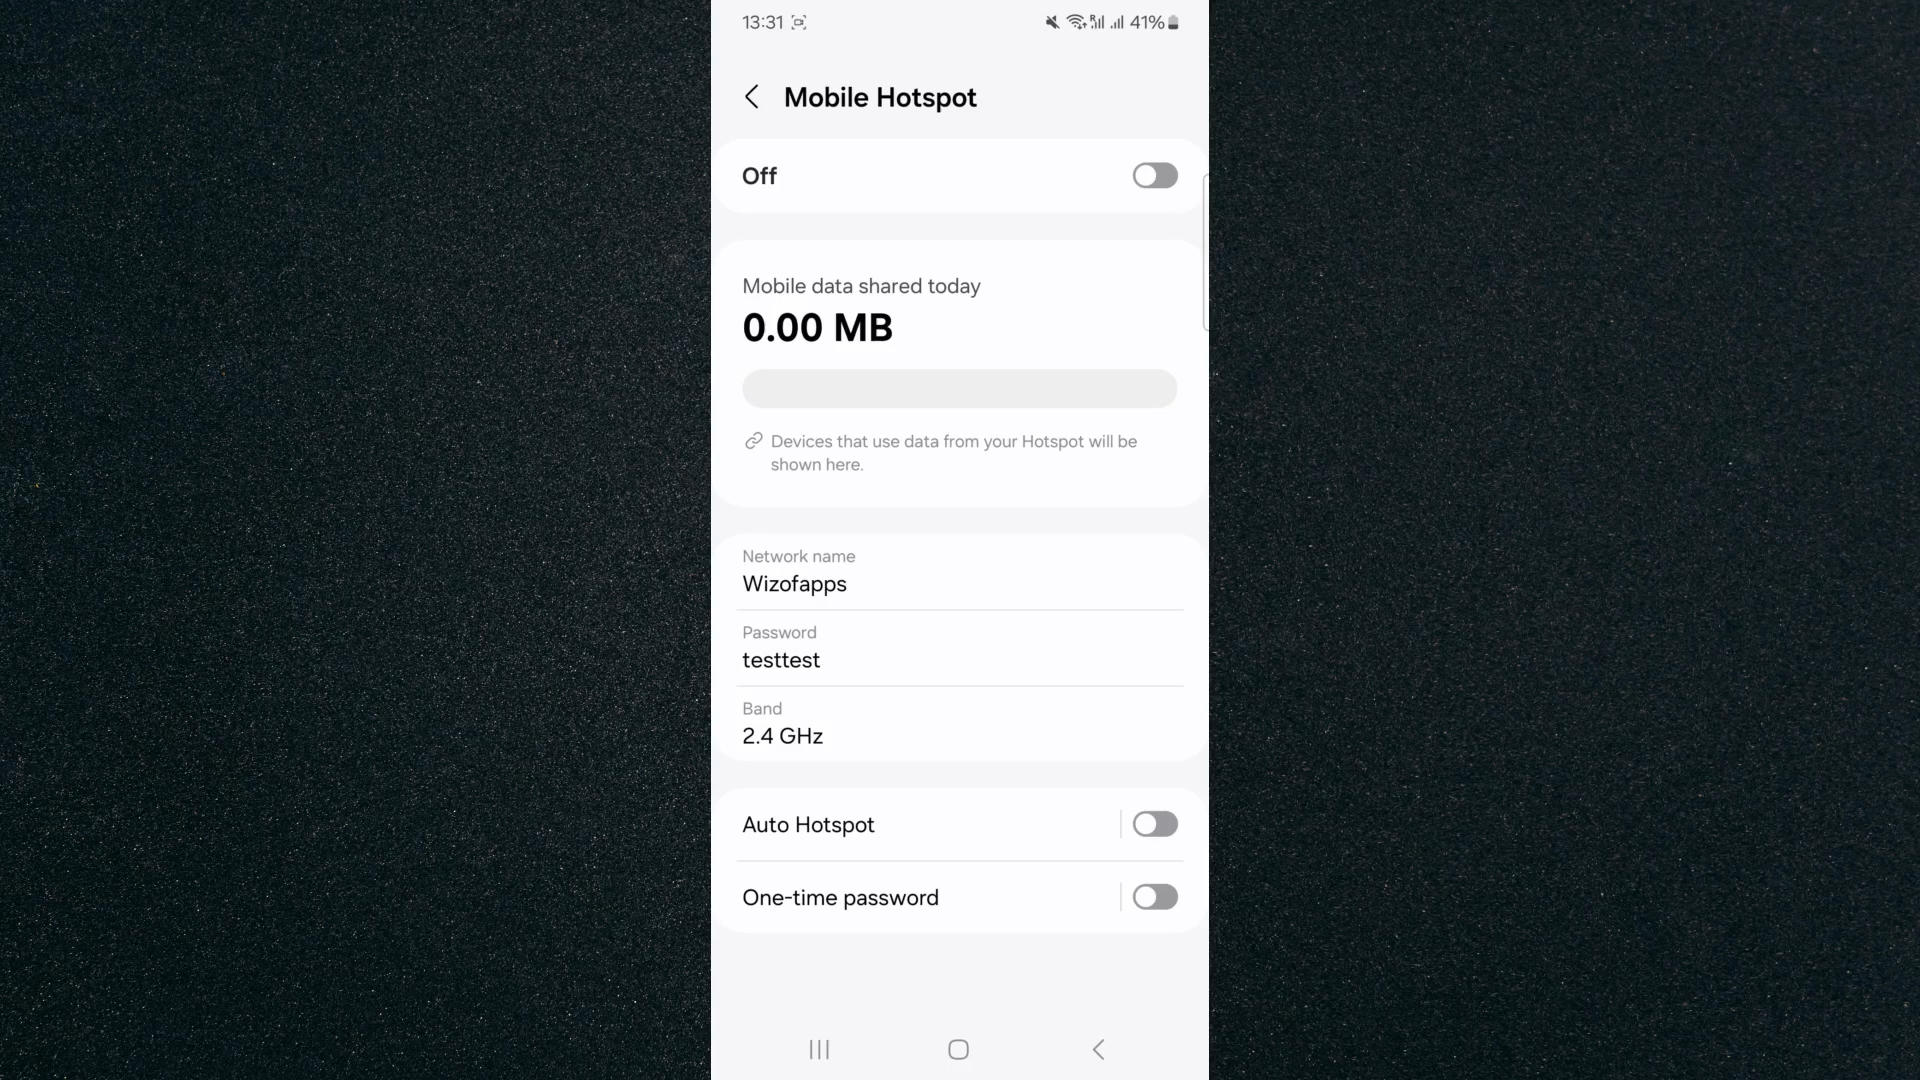 13:31
41%
Mobile Hotspot
Off
Mobile data shared today
0.00 MB
Devices that use data from your Hotspot will be
shown here.
Network name
Wizofapps
Password
testtest
Band
2.4 GHz
Auto Hotspot
One-time password